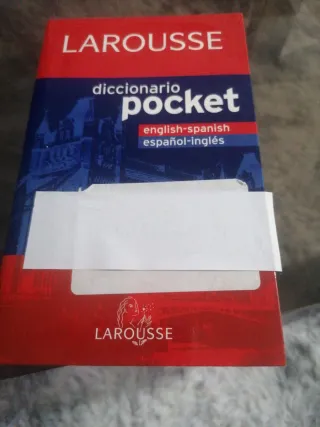 LAROUSSE
diccionario
pocket
english-spanish
español-inglés
LAROUSSE